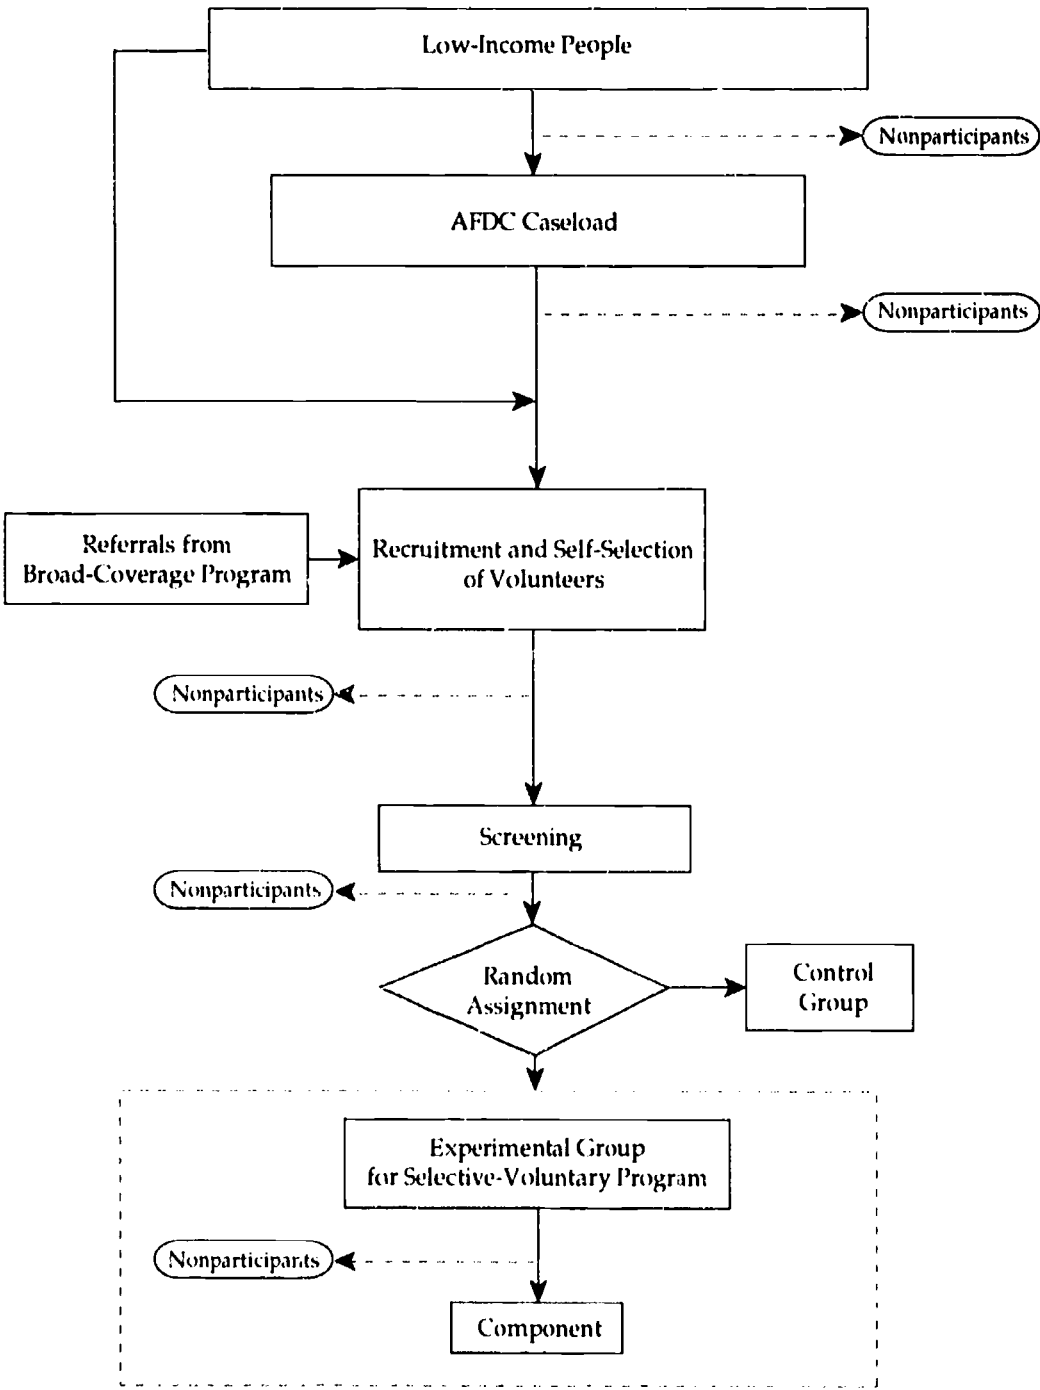 Low-Income People
Nonparticipants
AFDC Caseload
Nonparticipants
Referrals from
Broad-Coverage Program
Recruitment and Self-Selection
of Volunteers
Nonparticipants
Screening
Nonparticipants
Random
Assignment
Control
Group
Experimental Group
for Selective-Voluntary Program
Nonparticipants
Component